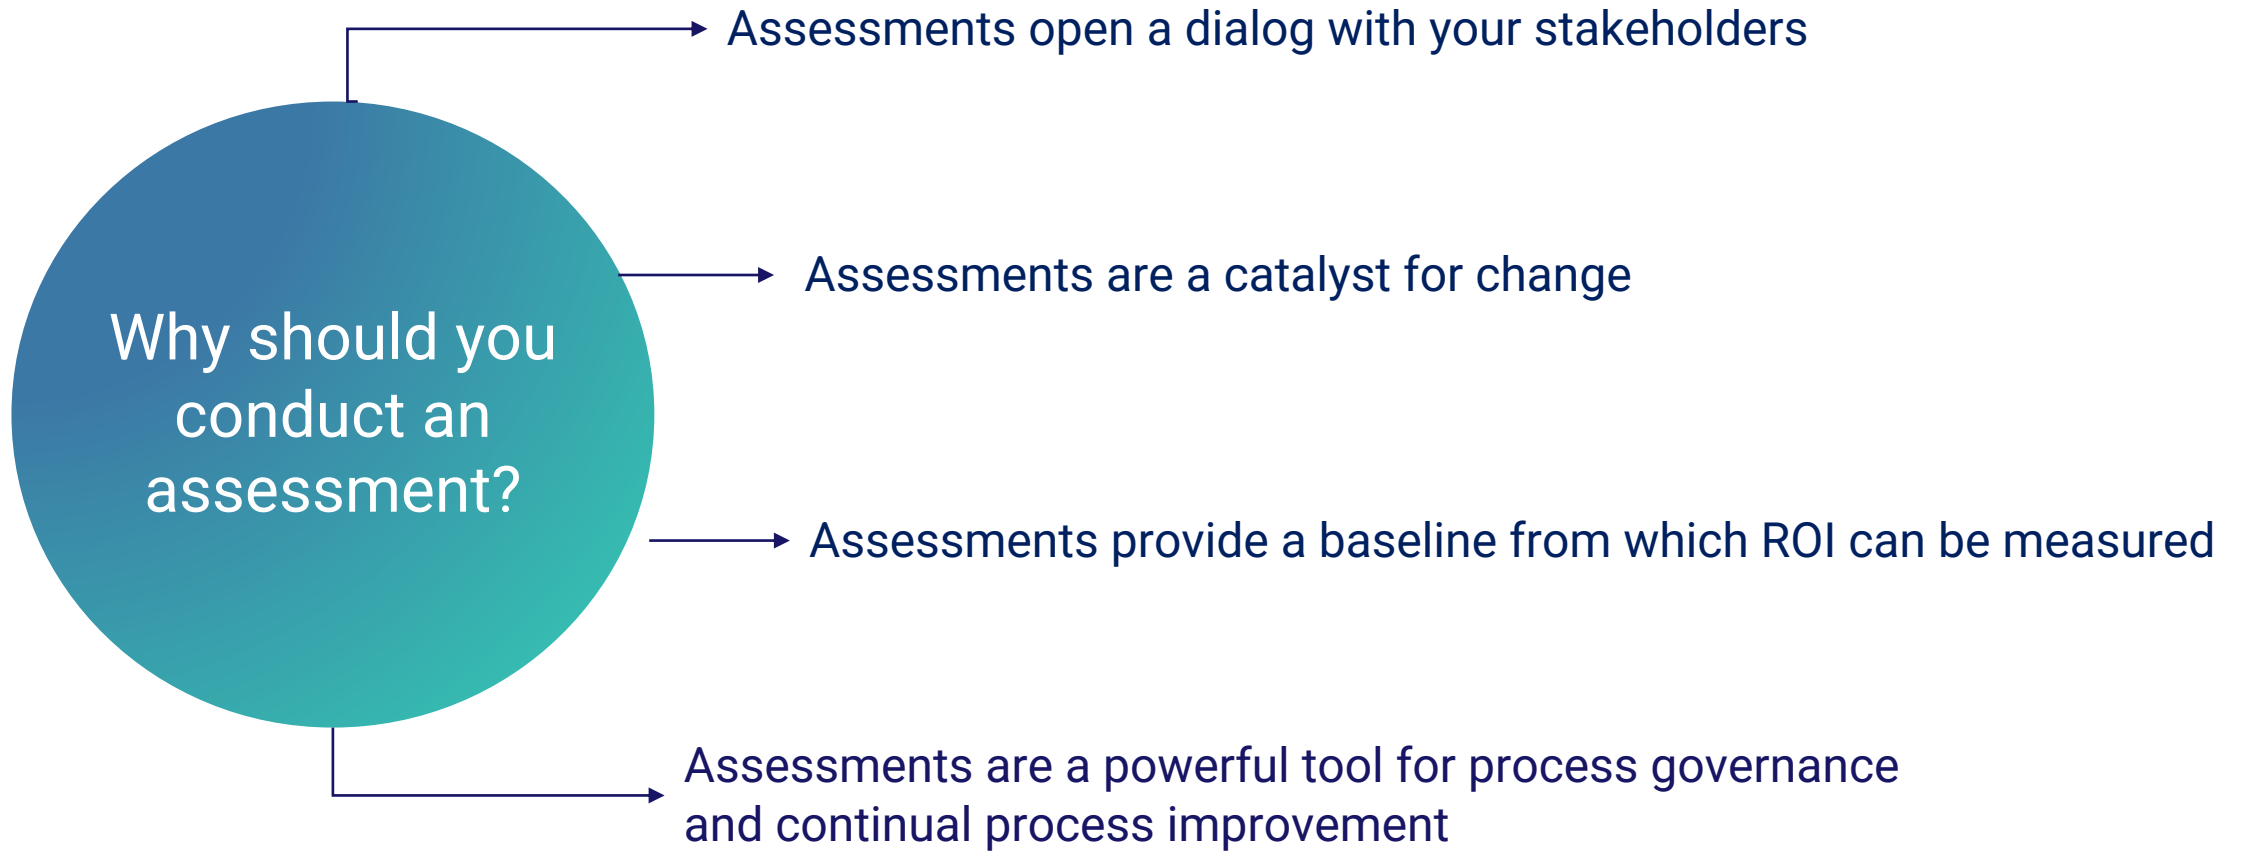 Assessments open a dialog with your stakeholders
Assessments are a catalyst for change
Why should you
conduct an
assessment?
Assessments provide a baseline from which ROI can be measured
Assessments are a powerful tool for process governance
and continual process improvement